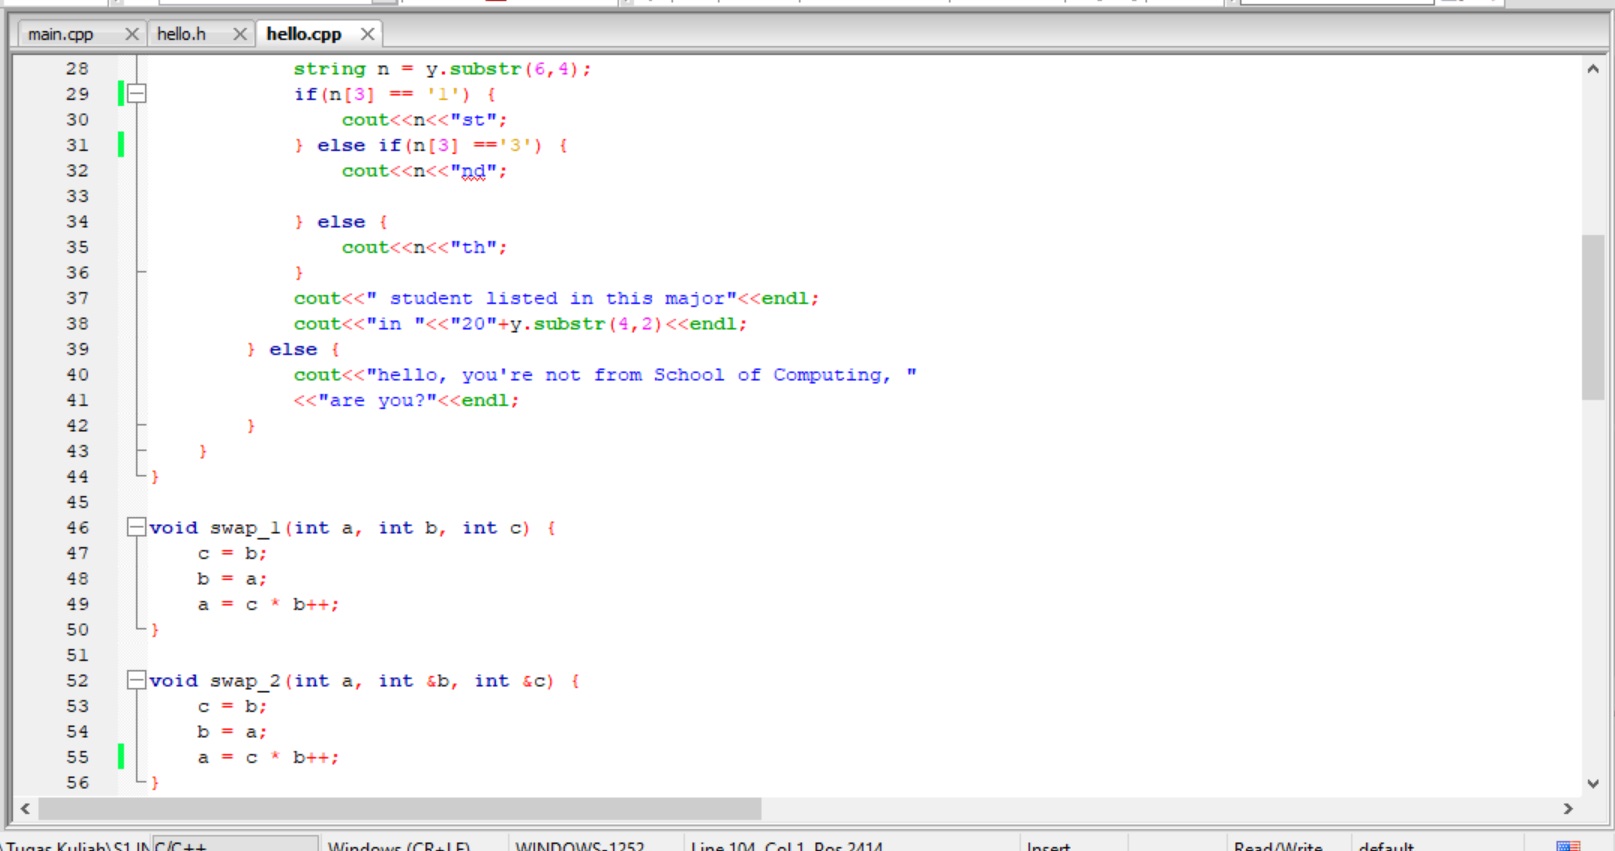 main.cpp hello.h hello.cpp
28 string n = y.substr(6,4);
29 if(n[3] == '1') {
30 cout<<n<<"st";
31 } else if(n[3] =='3') {
32 cout<<n<<"nd";
33
34 } else {
35 cout<<n<<"th";
36 }
37 cout<<" student listed in this major"<<endl;
38 cout<<"in "<<"20"+y.substr(4,2)<<endl;
39 } else {
40 cout<<"hello, you're not from School of Computing, "
41 <<"are you?"<<endl;
42 }
43 }
44 }
45
46 void swap_1(int a, int b, int c) {
47 c = b;
48 b = a;
49 a = c * b++;
50 }
51
52 void swap_2(int a, int &b, int &c) {
53 c = b;
54 b = a;
55 a = c * b++;
56 }
\Tugas Kuliah\S1 IN C/C++ Windows (CR+LF) WINDOWS-1252 Line 104, Col 1, Pos 2414 Insert Read/Write default